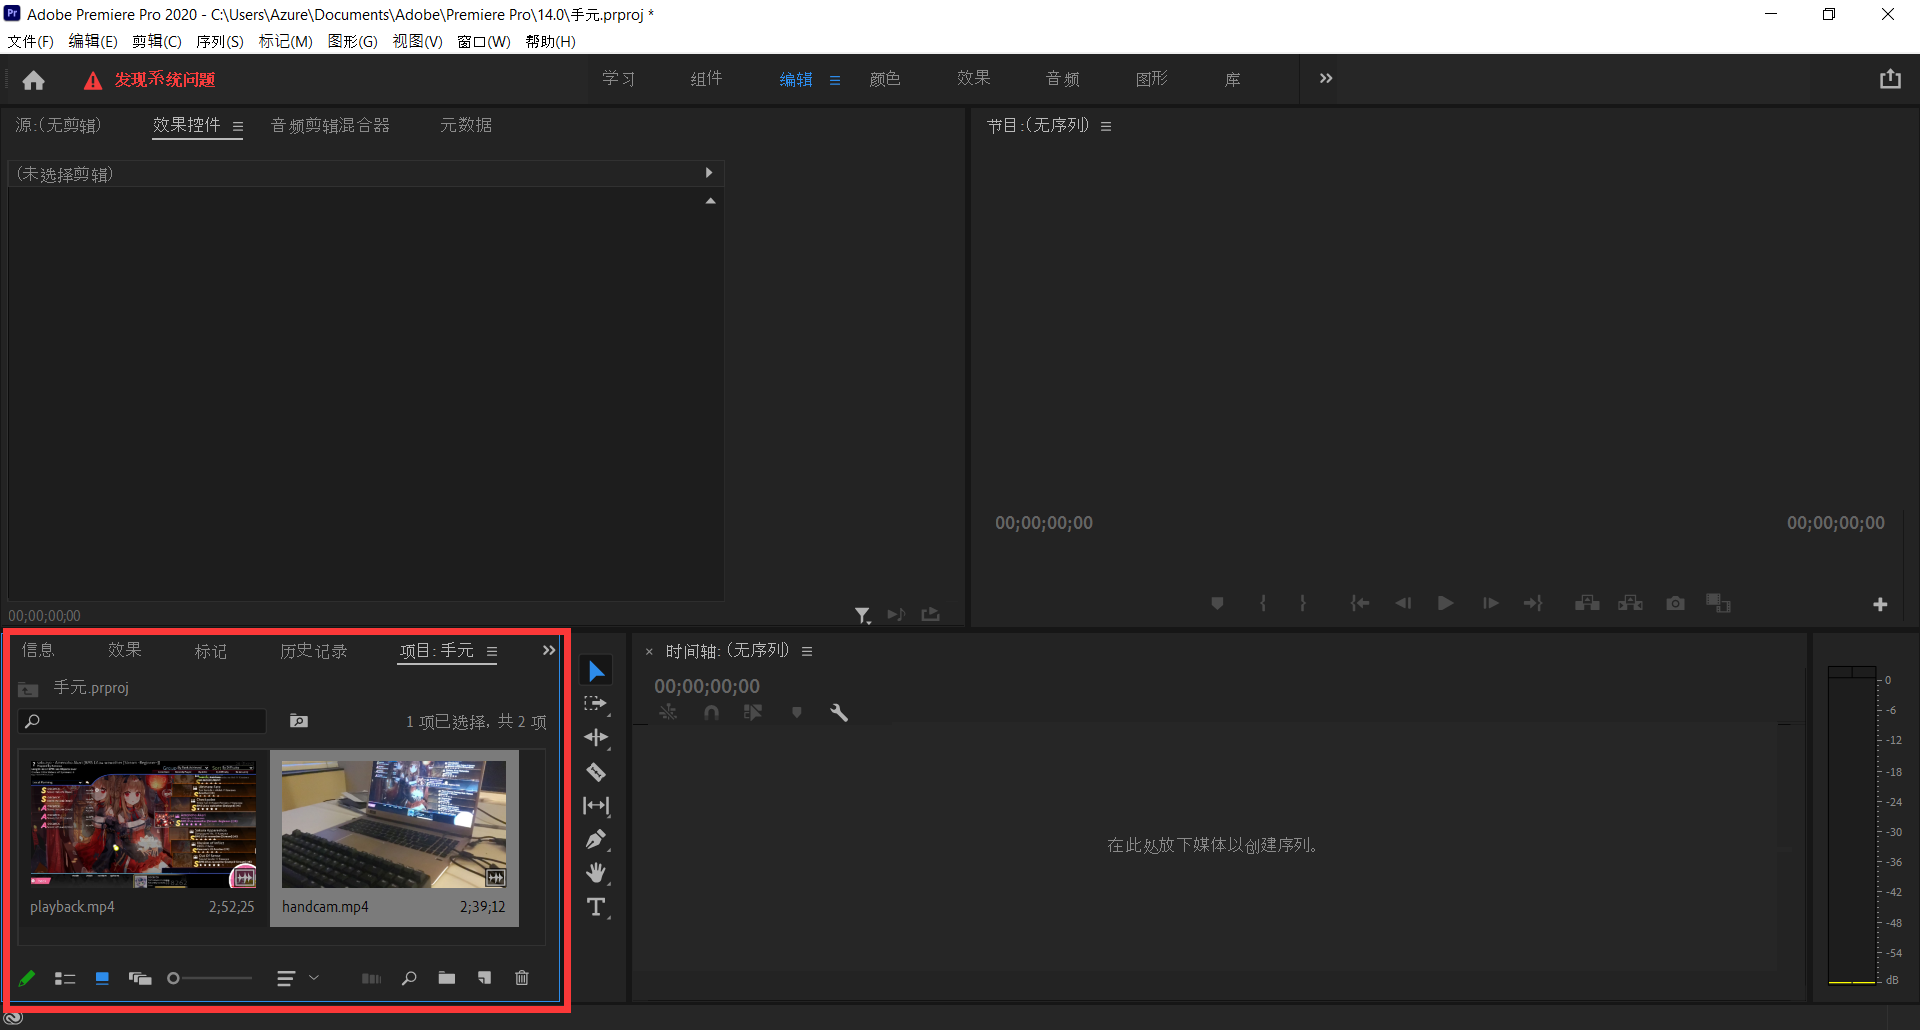 Adobe Premiere Pro 2020 - C:\Users\Azure\Documents\Adobe\Premiere Pro\14.0\手元.prproj *
文件(F) 编辑(E) 剪辑(C) 序列(S) 标记(M) 图形(G) 视图(V) 窗口(W) 帮助(H)
发现系统问题
学习 组件 编辑 颜色 效果 音频 图形 库
源:(无剪辑) 效果控件 音频剪辑混合器 元数据
节目:(无序列)
(未选择剪辑)
00;00;00;00 00;00;00;00
00;00;00;00
信息 效果 标记 历史记录 项目: 手元
手元.prproj
1 项已选择, 共 2 项
playback.mp4 2;52;25
handcam.mp4 2;39;12
× 时间轴: (无序列)
00;00;00;00
在此处放下媒体以创建序列。
0
-6
-12
-18
-24
-30
-36
-42
-48
-54
dB